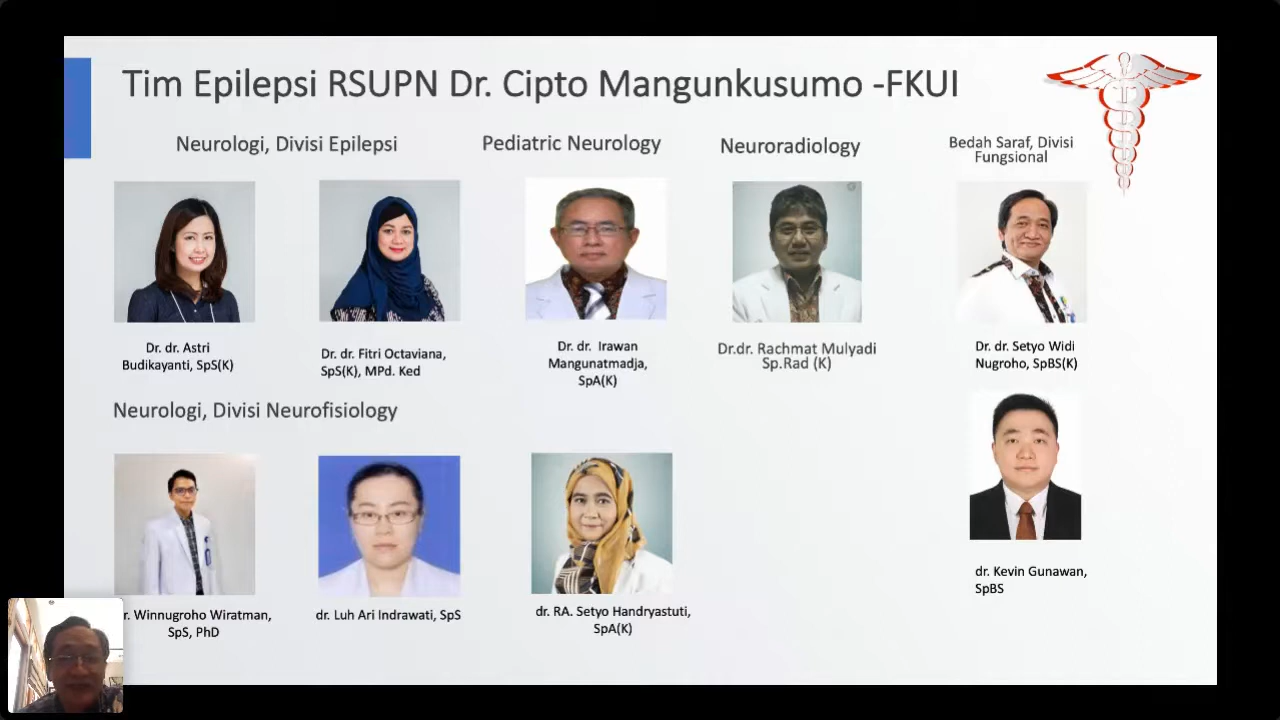 Tim Epilepsi RSUPN Dr. Cipto Mangunkusumo -FKUI
Neurologi, Divisi Epilepsi
Pediatric Neurology
Neuroradiology
Bedah Saraf, Divisi
Fungsional
Dr. dr. Astri
Budikayanti, SpS(K)
Dr. dr. Fitri Octaviana,
SpS(K), MPd. Ked
Dr. dr. Irawan
Mangunatmadja,
SpA(K)
Dr.dr. Rachmat Mulyadi
Sp.Rad (K)
Dr. dr. Setyo Widi
Nugroho, SpBS(K)
Neurologi, Divisi Neurofisiology
r. Winnugroho Wiratman,
SpS, PhD
dr. Luh Ari Indrawati, SpS
dr. RA. Setyo Handryastuti,
SpA(K)
dr. Kevin Gunawan,
SpBS